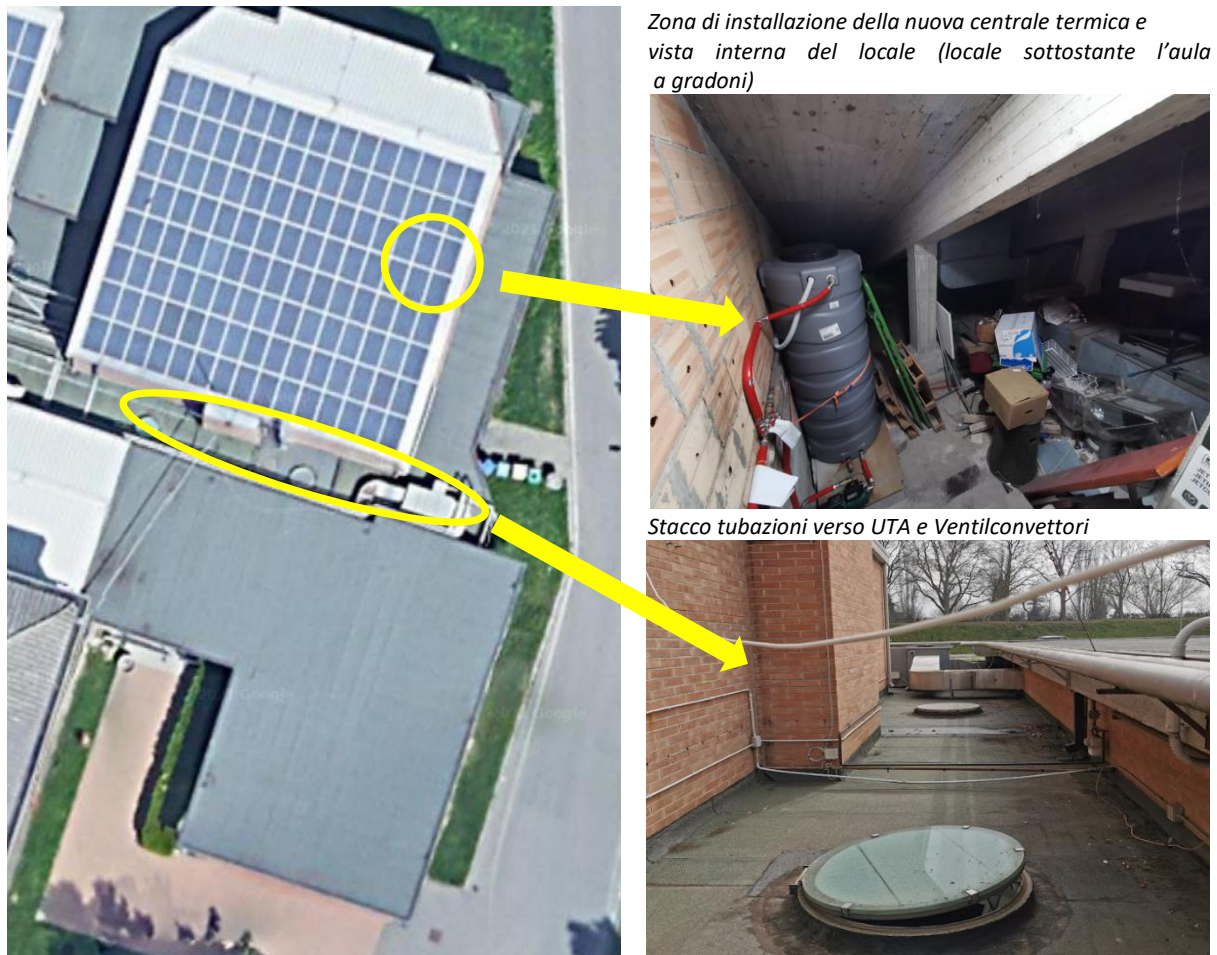 Zona di installazione della nuova centrale termica e
vista interna del locale (locale sottostante l’aula
a gradoni)
2023 Google
Stacco tubazioni verso UTA e Ventilconvettori
Google
Google